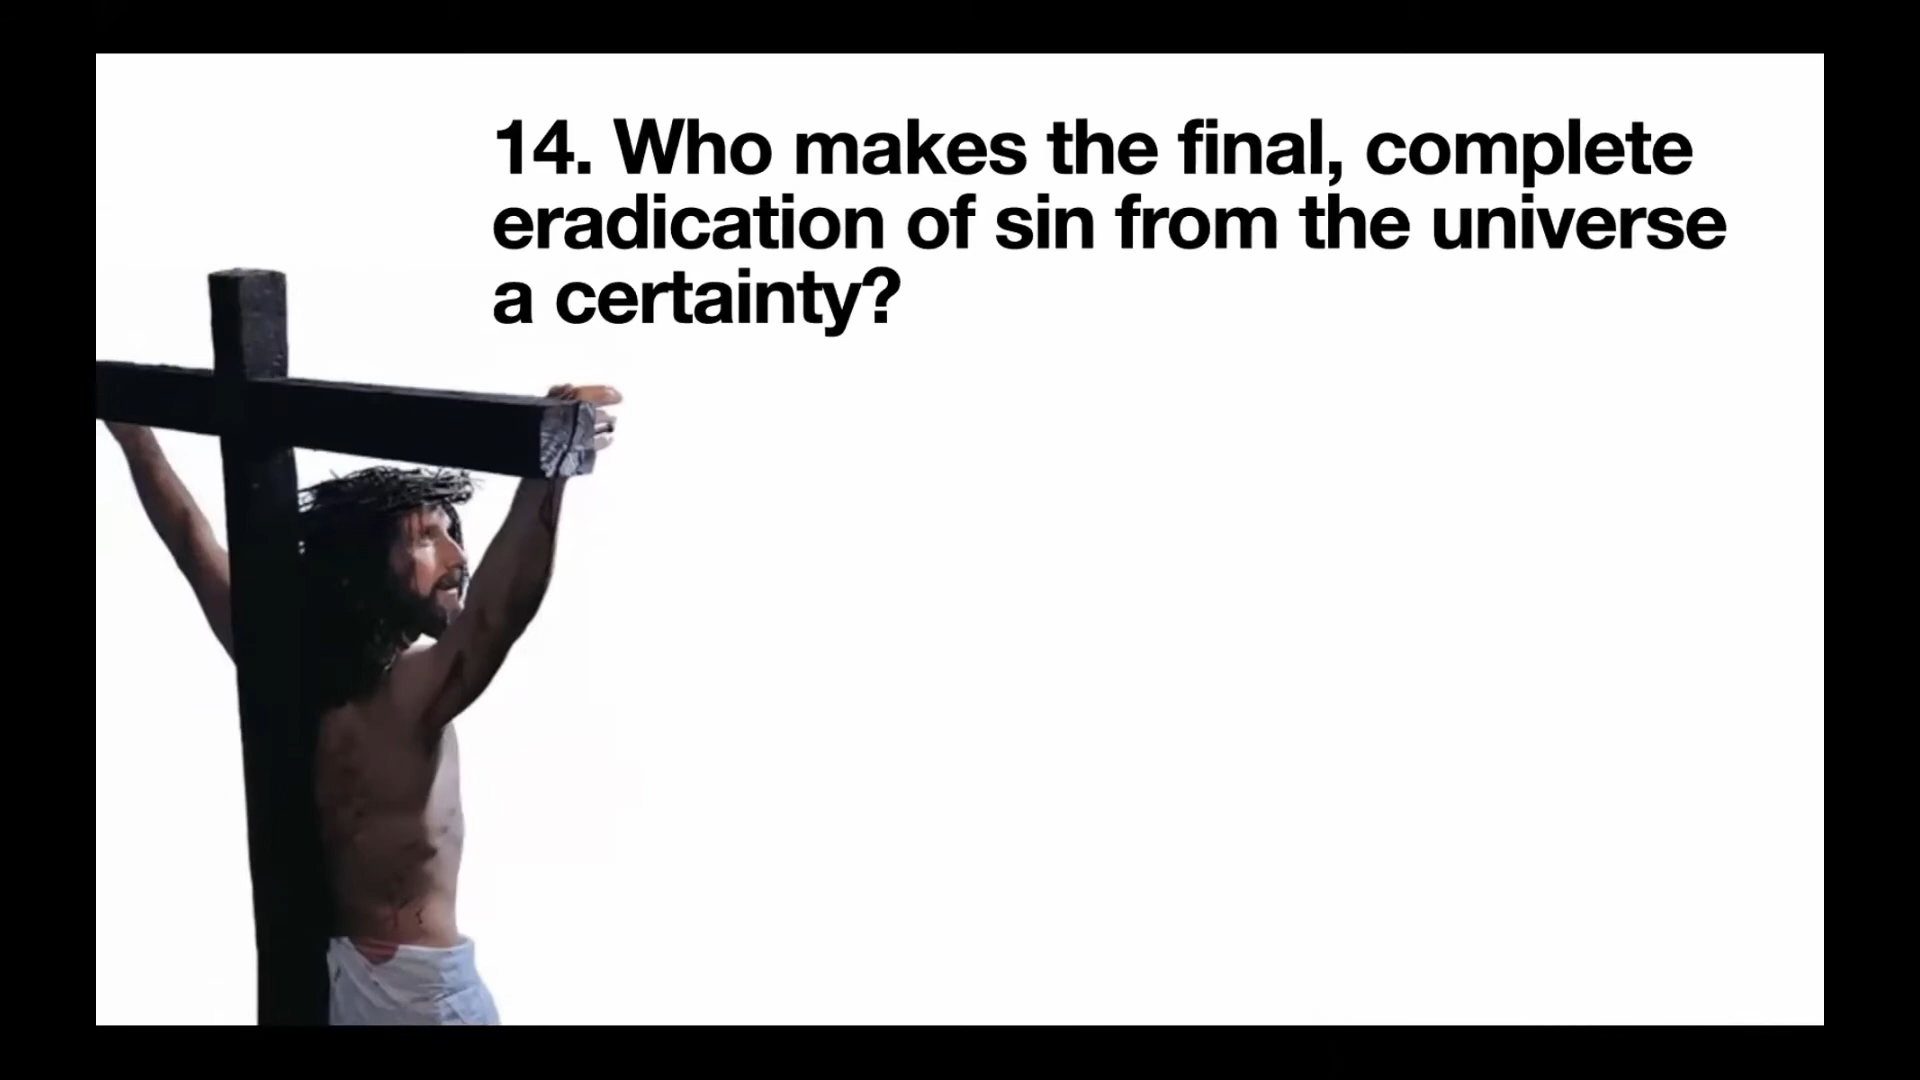 14. Who makes the final, complete
eradication of sin from the universe
a certainty?